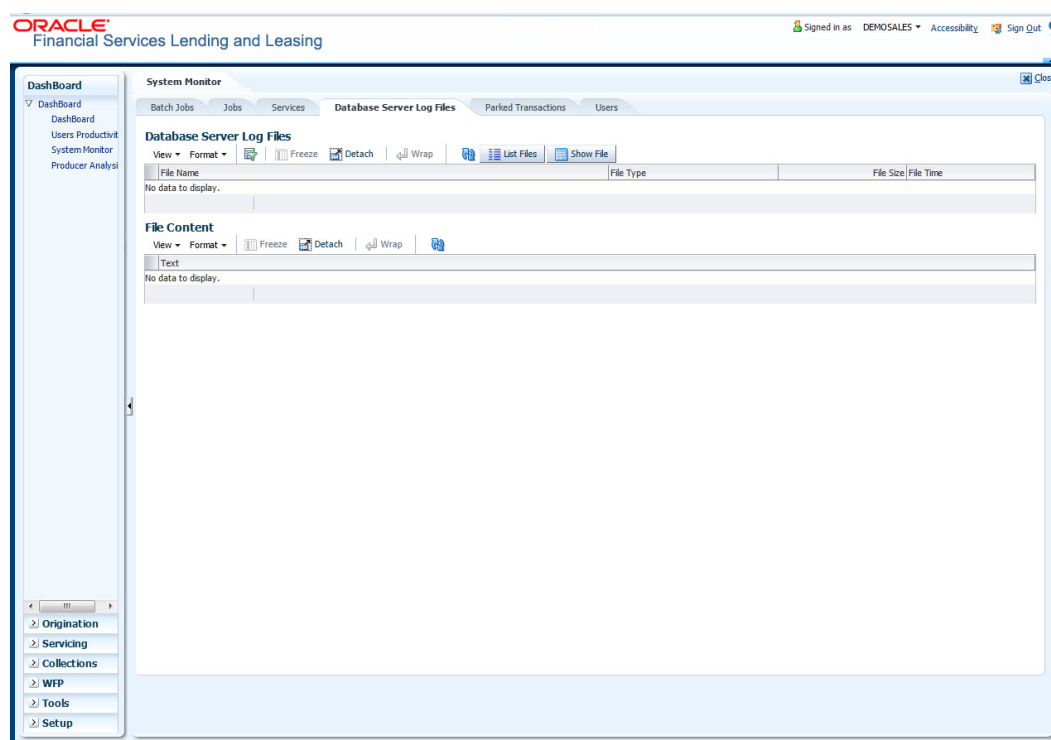 ORACLE
Financial Services Lending and Leasing
Signed in as DEMOSALES Accessibility Sign Out
DashBoard
DashBoard
DashBoard
Users Productivit
System Monitor
Producer Analysi
System Monitor
Clos
Batch Jobs Jobs Services Database Server Log Files Parked Transactions Users
Database Server Log Files
View Format Freeze Detach Wrap List Files Show File
File Name File Type File Size File Time
No data to display.
File Content
View Format Freeze Detach Wrap
Text
No data to display.
Origination
Servicing
Collections
WFP
Tools
Setup